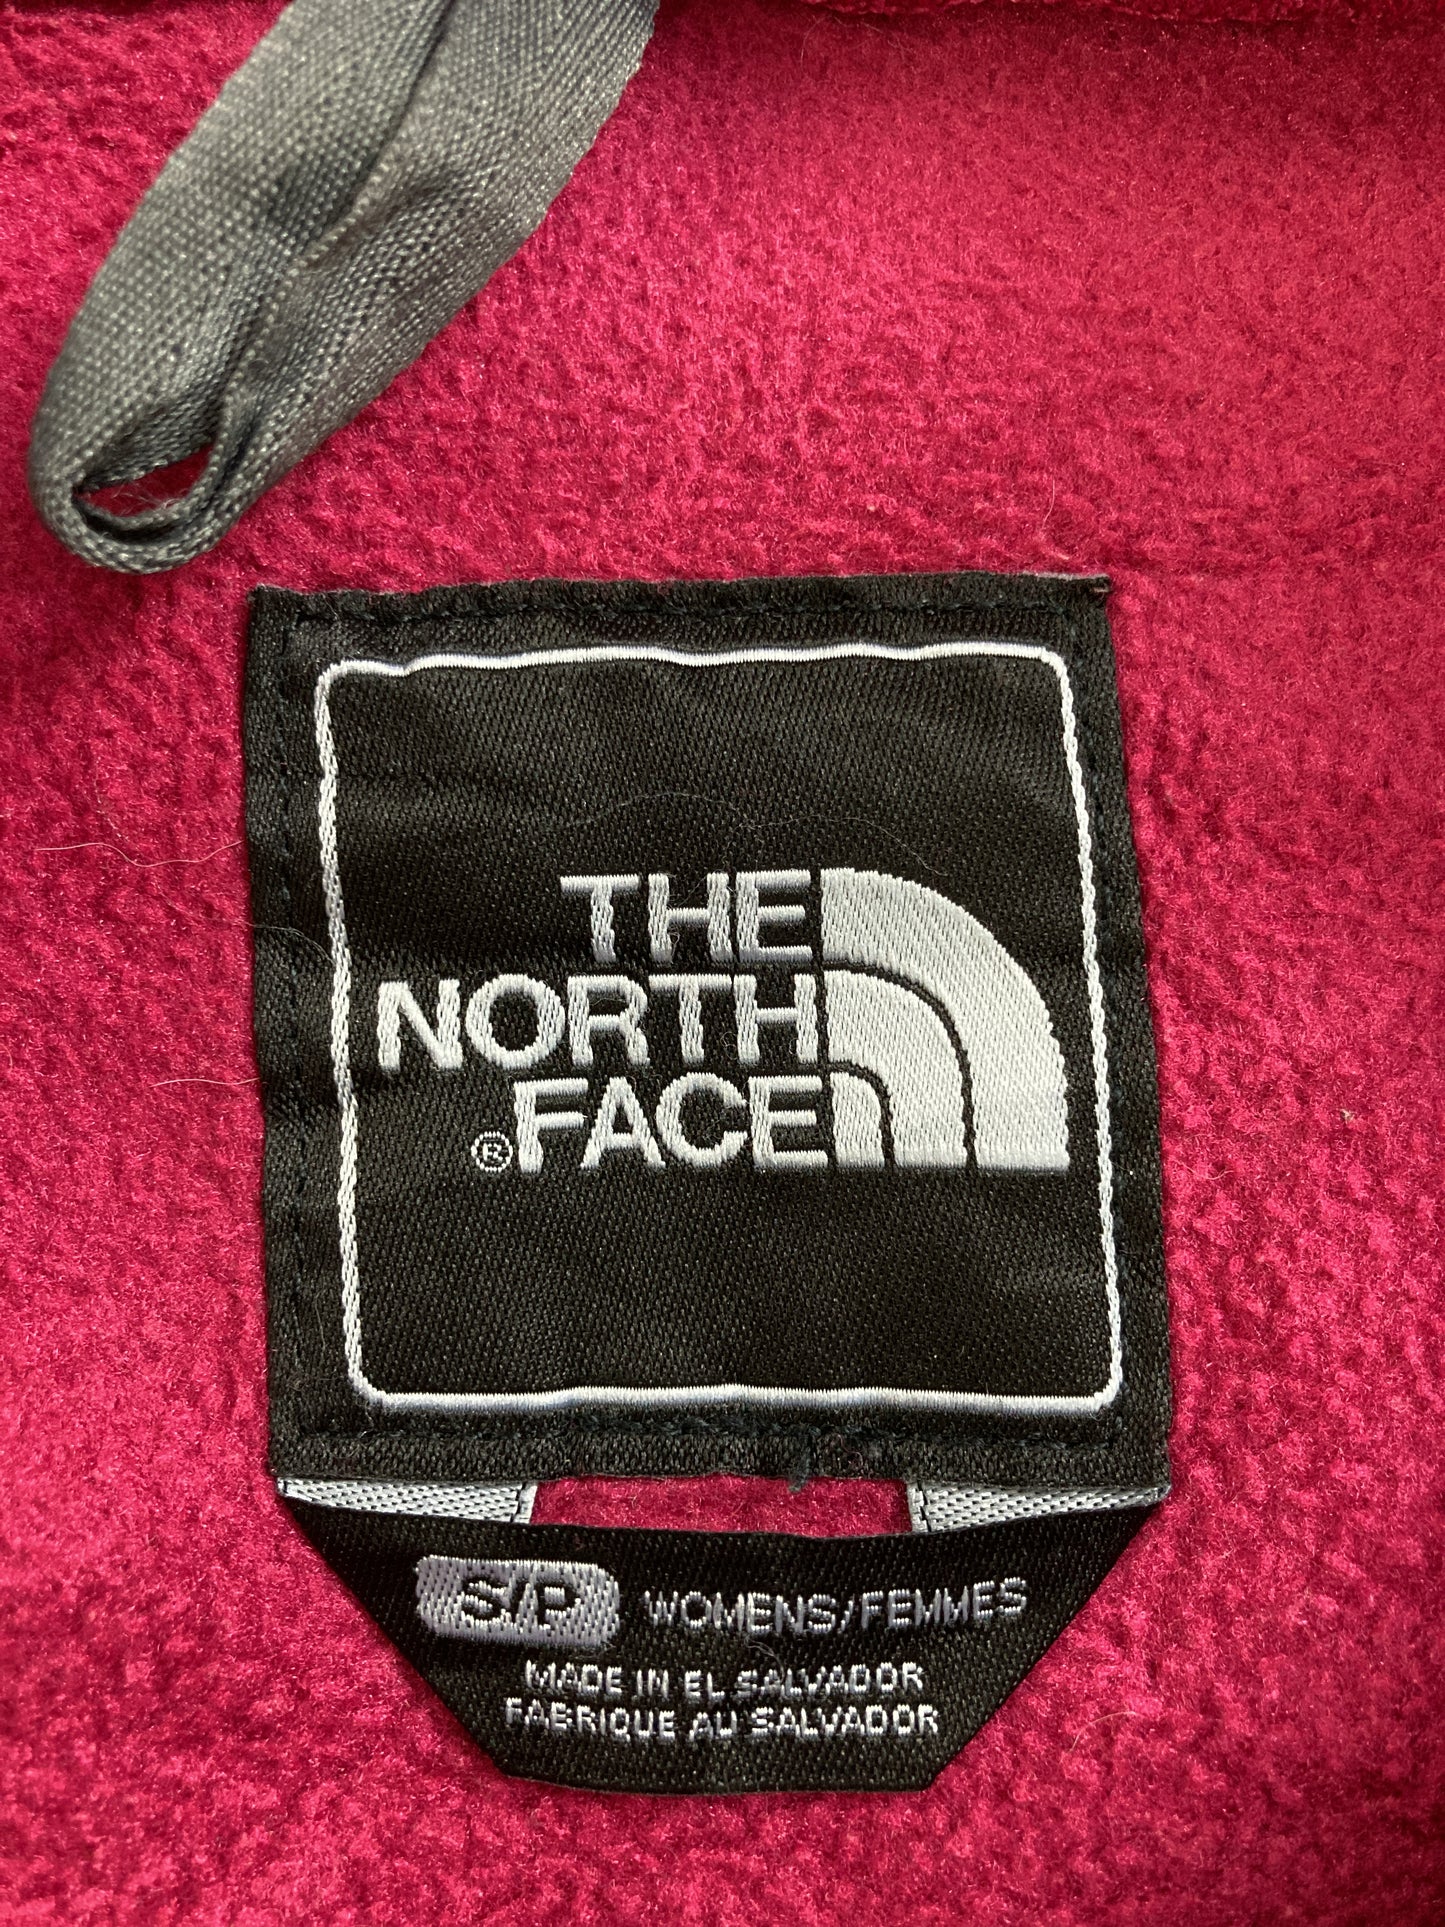 THE
NORTH
®FACE
S/P WOMENS/FEMMES
MADE IN EL SALVADOR
FABRIQUE AU SALVADOR